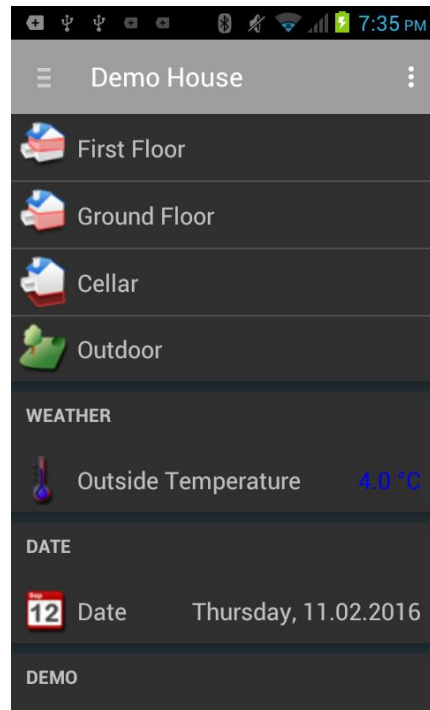 7:35 PM
Demo House
First Floor
Ground Floor
Cellar
Outdoor
WEATHER
Outside Temperature 4.0 °C
DATE
Sep
12
Date Thursday, 11.02.2016
DEMO